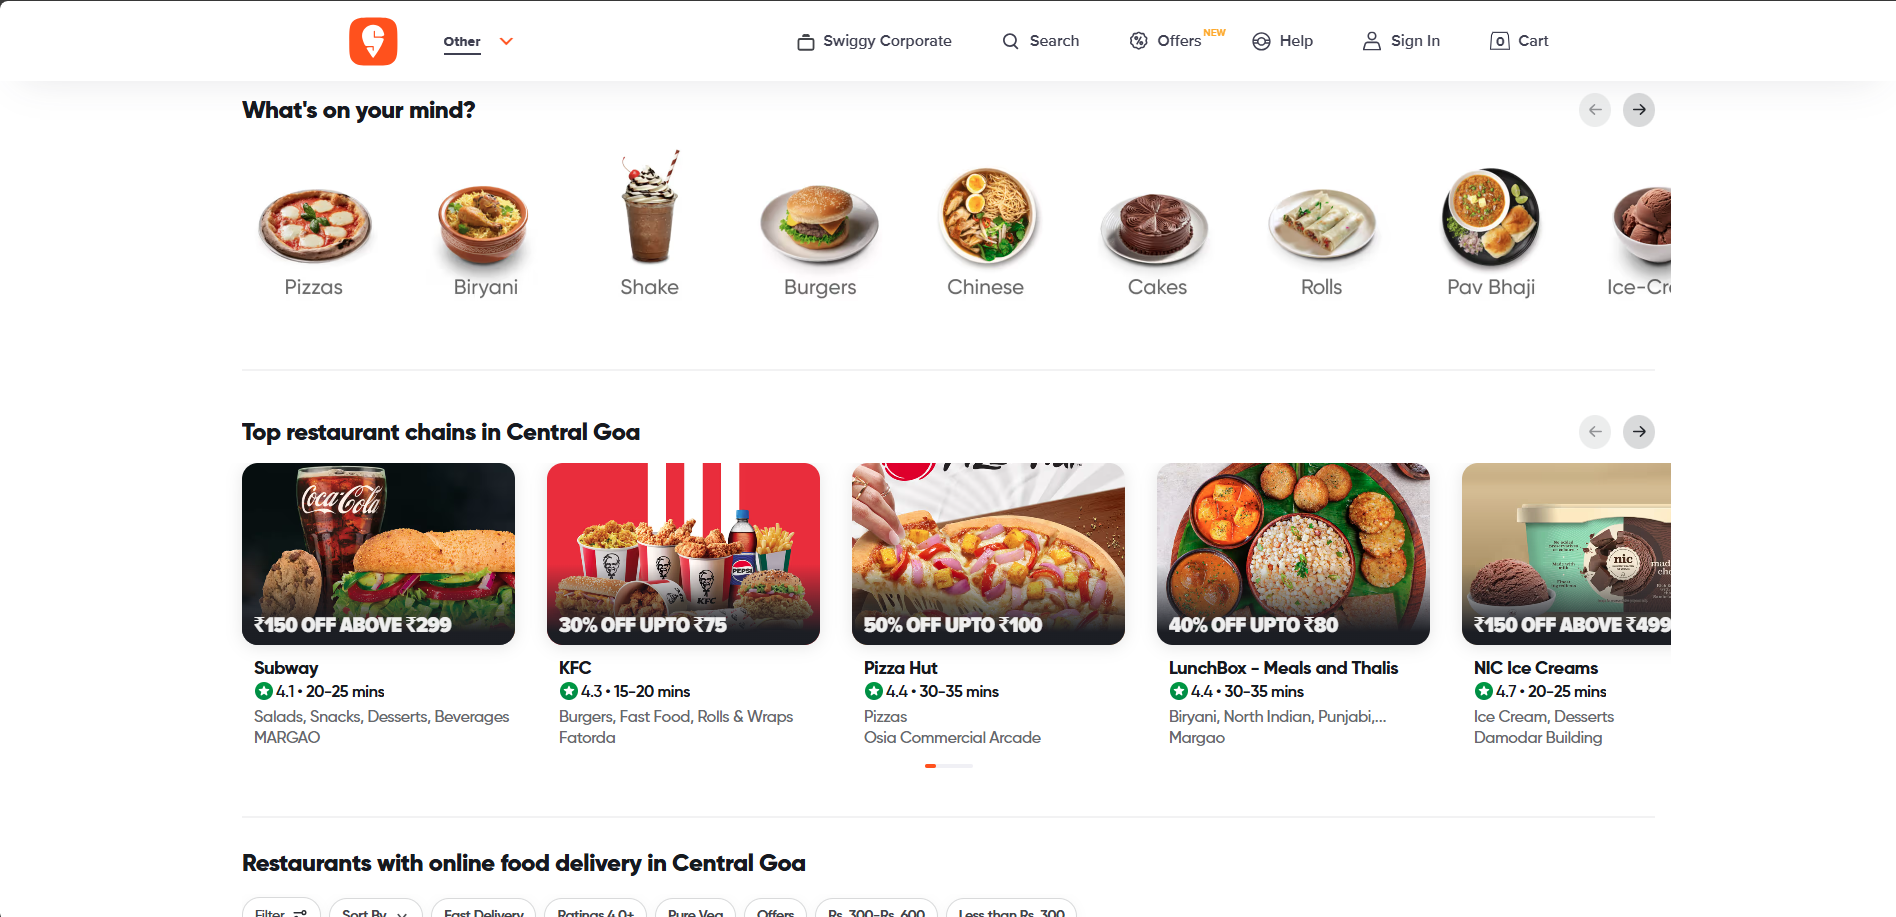 Other
Swiggy Corporate
Search
Offers NEW
Help
Sign In
0 Cart
What's on your mind?
Pizzas
Biryani
Shake
Burgers
Chinese
Cakes
Rolls
Pav Bhaji
Ice-Cr
Top restaurant chains in Central Goa
Coca-Cola
₹150 OFF ABOVE ₹299
Subway
4.1 • 20-25 mins
Salads, Snacks, Desserts, Beverages
MARGAO
PEPSI
KFC
30% OFF UPTO ₹75
KFC
4.3 • 15-20 mins
Burgers, Fast Food, Rolls & Wraps
Fatorda
50% OFF UPTO ₹100
Pizza Hut
4.4 • 30-35 mins
Pizzas
Osia Commercial Arcade
40% OFF UPTO ₹80
LunchBox - Meals and Thalis
4.4 • 30-35 mins
Biryani, North Indian, Punjabi,...
Margao
nic
₹150 OFF ABOVE ₹499
NIC Ice Creams
4.7 • 20-25 mins
Ice Cream, Desserts
Damodar Building
Restaurants with online food delivery in Central Goa
Filter
Sort By
Fast Delivery
Ratings 4.0+
Pure Veg
Offers
Rs. 300-Rs. 600
Less than Rs. 300